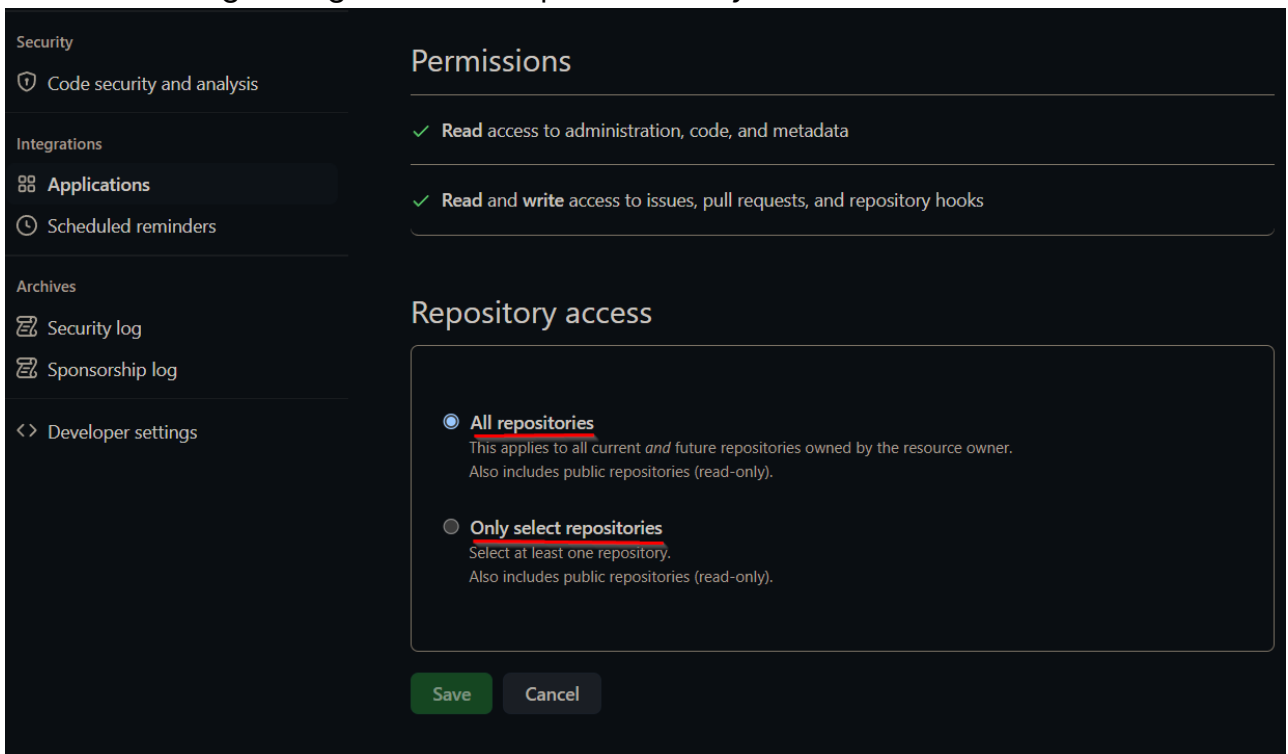 Security
Code security and analysis
Integrations
Applications
Scheduled reminders
Archives
Security log
Sponsorship log
Developer settings
Permissions
Read access to administration, code, and metadata
Read and write access to issues, pull requests, and repository hooks
Repository access
All repositories
This applies to all current and future repositories owned by the resource owner.
Also includes public repositories (read-only).
Only select repositories
Select at least one repository.
Also includes public repositories (read-only).
Save
Cancel